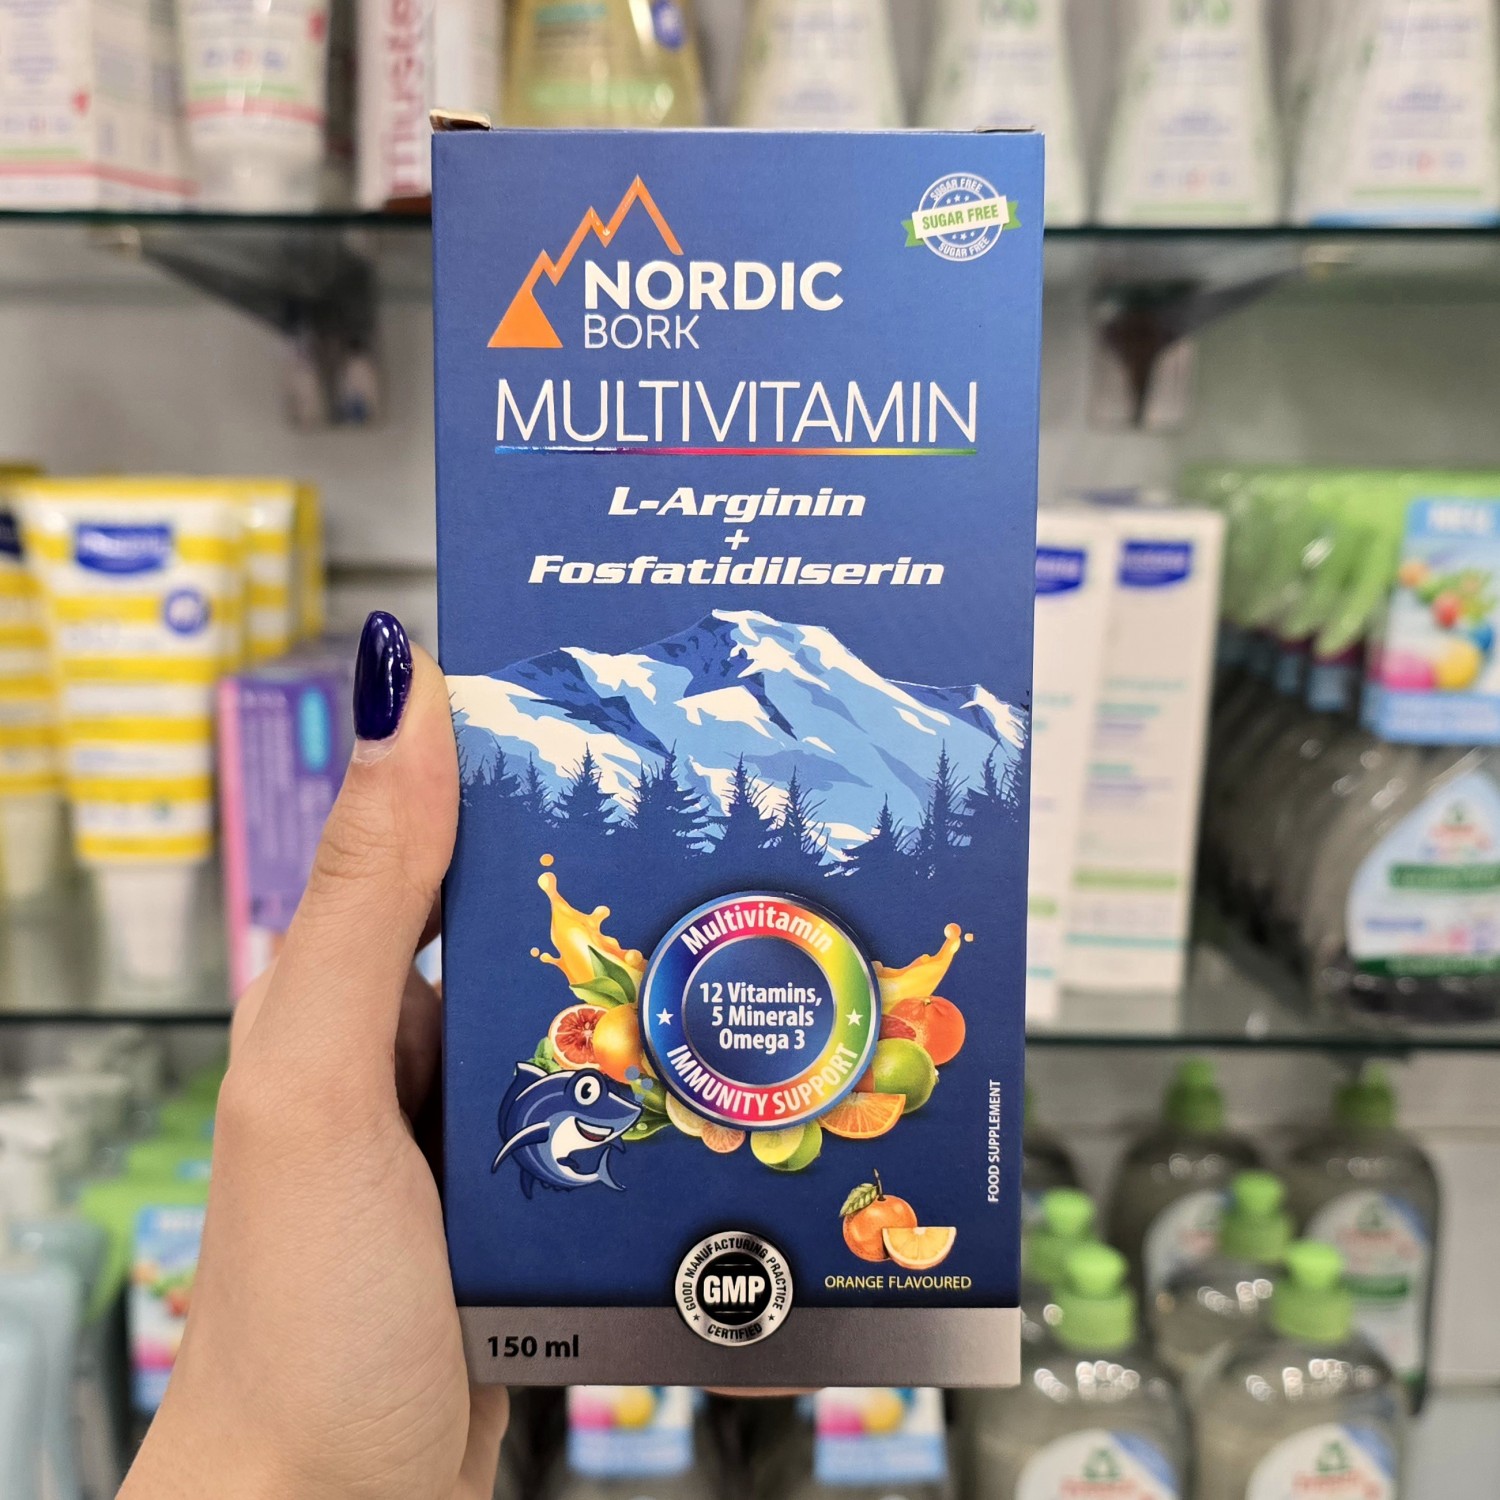 SUGAR FREE
SUGAR FREE
SUGAR FREE
NORDIC
BORK
MULTIVITAMIN
L-Arginin
+
Fosfatidilserin
Multivitamin
12 Vitamins,
5 Minerals
Omega 3
IMMUNITY SUPPORT
FOOD SUPPLEMENT
ORANGE FLAVOURED
GOOD MANUFACTURING PRACTICE
GMP
CERTIFIED
150 ml